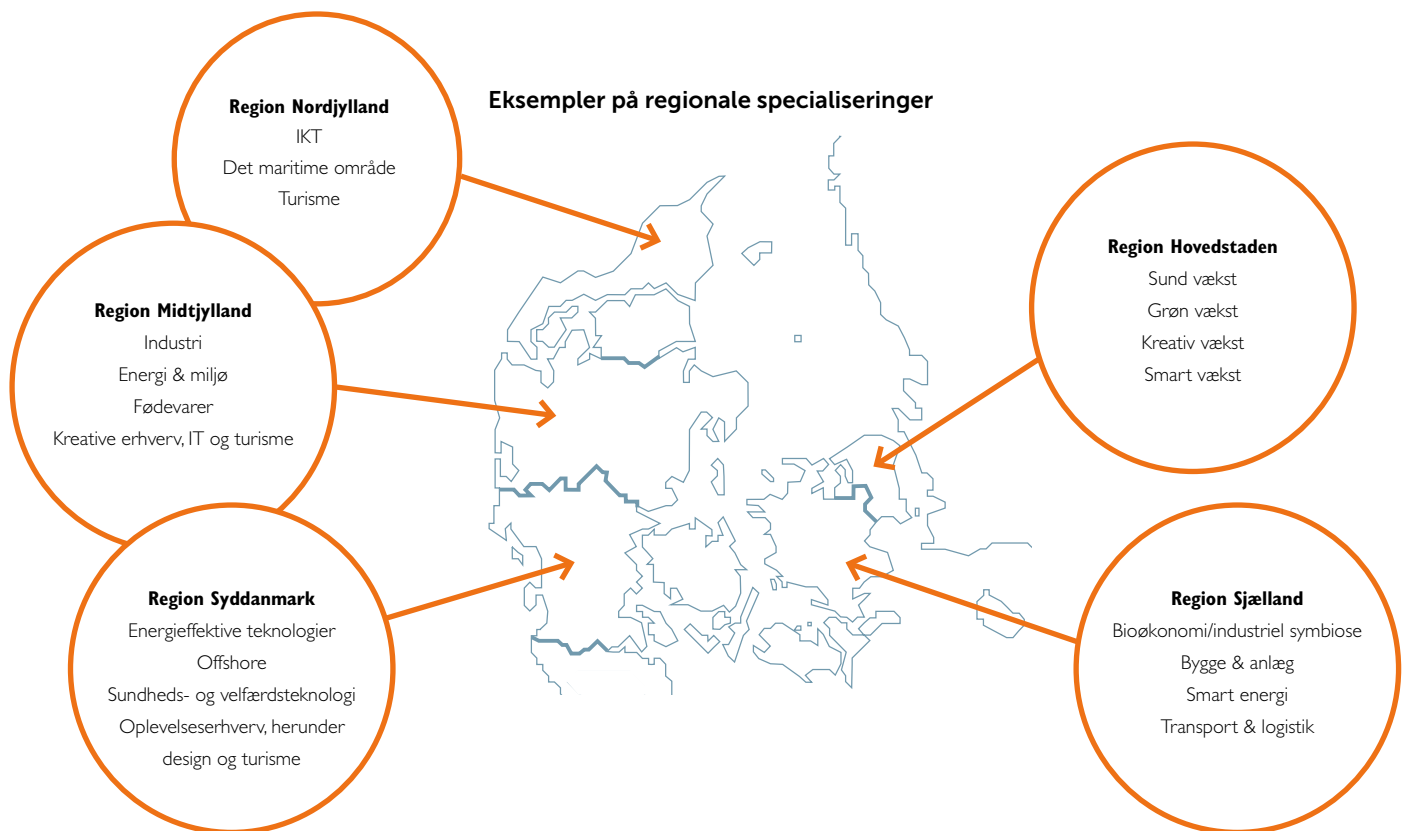 Eksempler på regionale specialiseringer
Region Nordjylland
IKT
Det maritime område
Turisme
Region Midtjylland
Industri
Energi & miljø
Fødevarer
Kreative erhverv, IT og turisme
Region Syddanmark
Energieffektive teknologier
Offshore
Sundheds- og velfærdsteknologi
Oplevelseserhverv, herunder
design og turisme
Region Hovedstaden
Sund vækst
Grøn vækst
Kreativ vækst
Smart vækst
Region Sjælland
Bioøkonomi/industriel symbiose
Bygge & anlæg
Smart energi
Transport & logistik